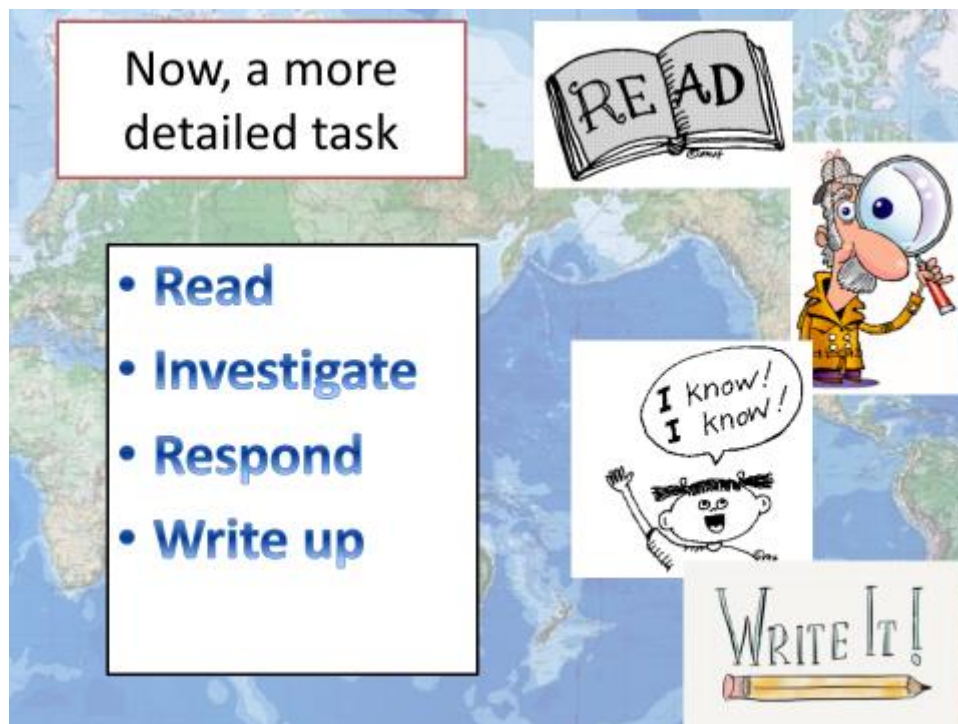 Now, a more
detailed task
READ
• Read
• Investigate
• Respond
• Write up
I know!
I know!
WRITE IT!